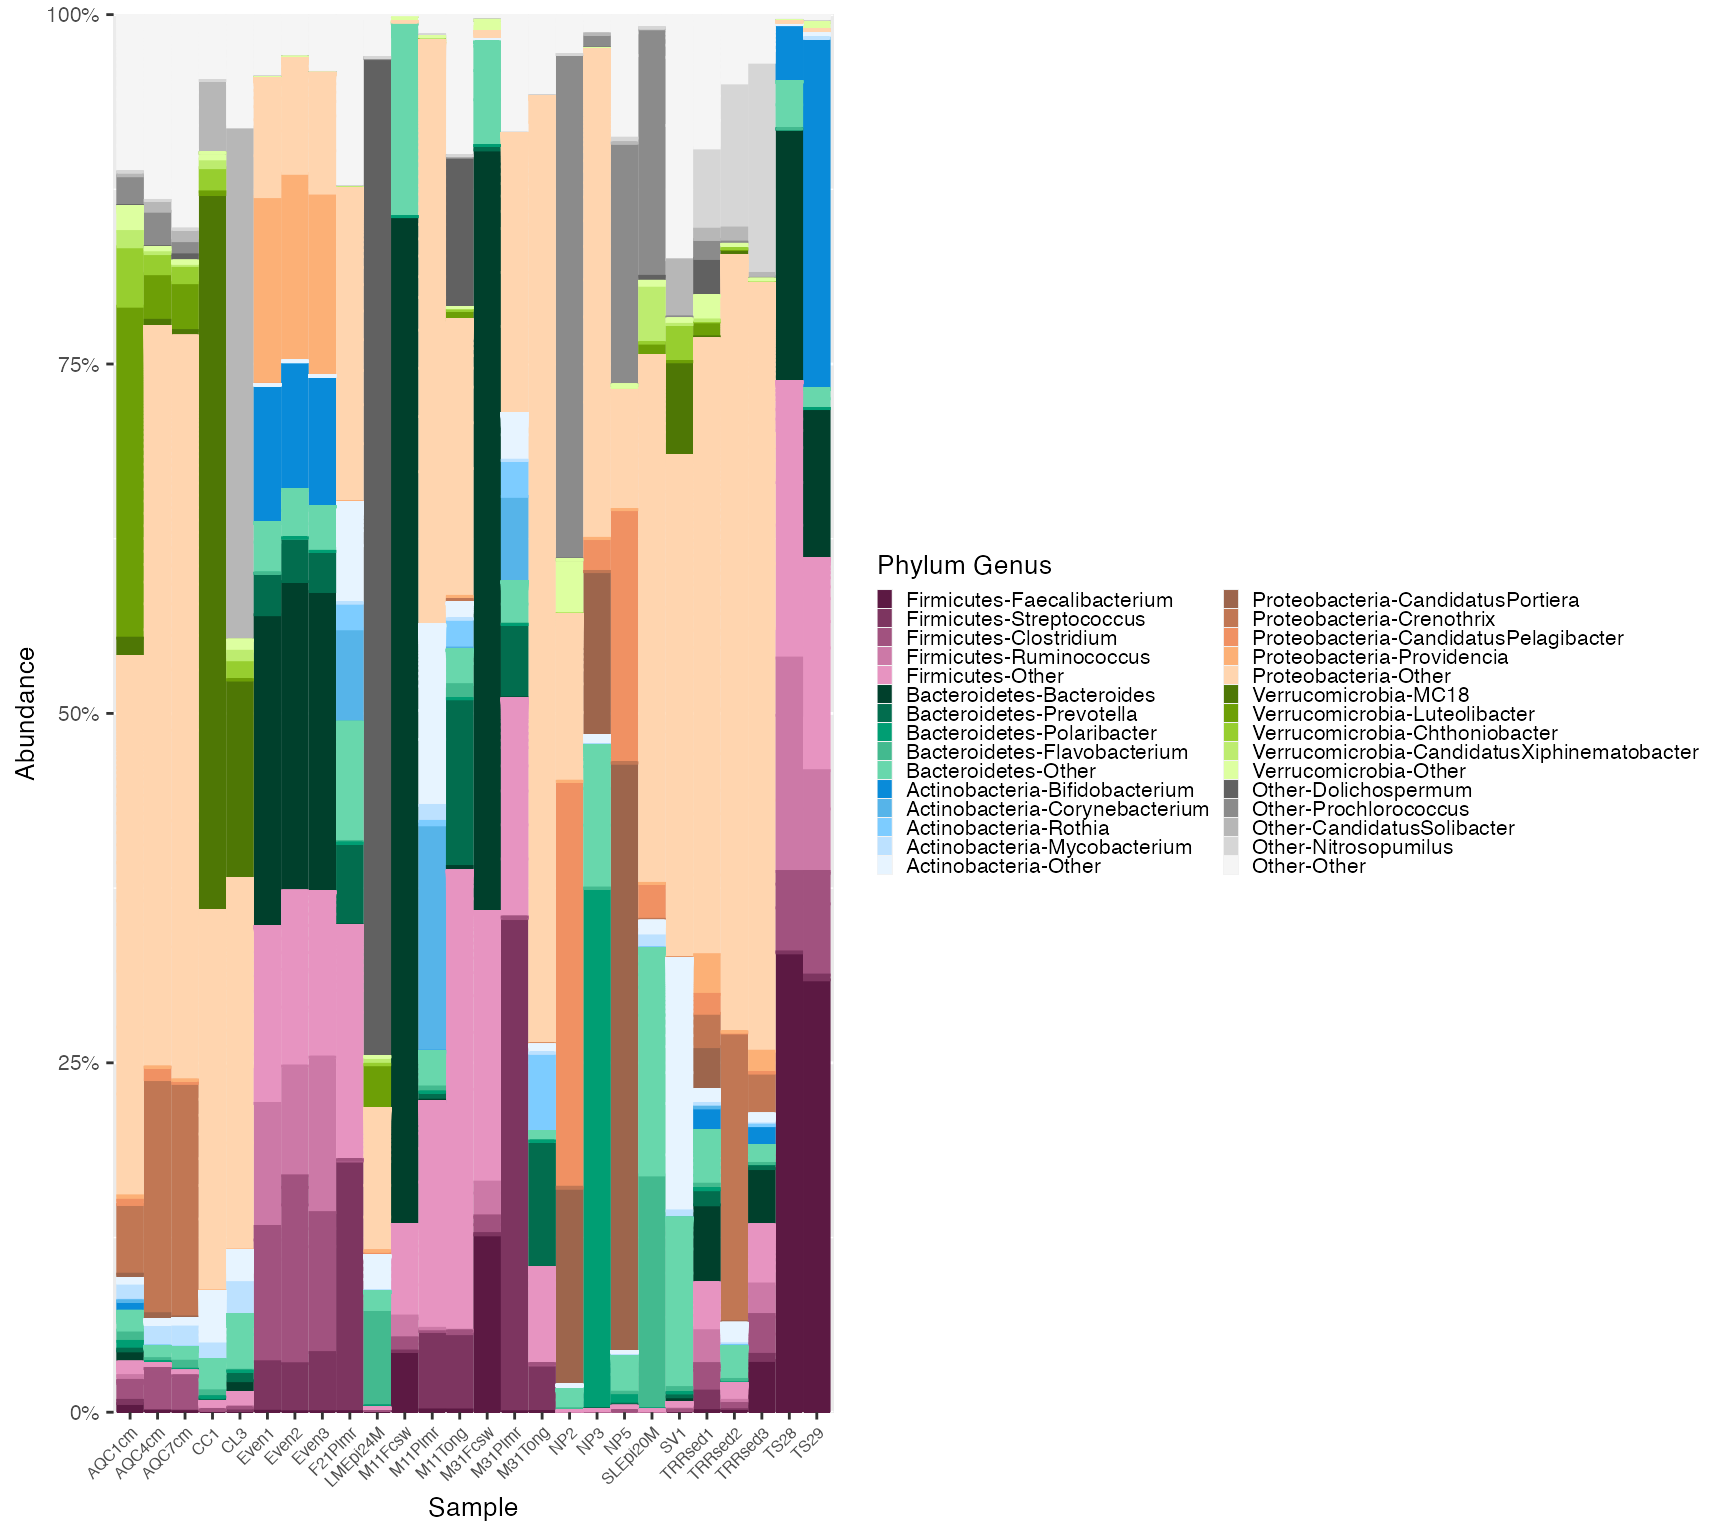 100%
75%
50%
25%
0%
Abundance
AQC1cm
AQC4cm
AQC7cm
CC1
CL3
Even1
Even2
Even3
F21Plmr
LMEpi24M
M11Fcsw
M11Plmr
M11Tong
M31Fcsw
M31Plmr
M31Tong
NP2
NP3
NP5
SLEpi20M
SV1
TRRsed1
TRRsed2
TRRsed3
TS28
TS29
Sample
Phylum Genus
Firmicutes-Faecalibacterium
Firmicutes-Streptococcus
Firmicutes-Clostridium
Firmicutes-Ruminococcus
Firmicutes-Other
Bacteroidetes-Bacteroides
Bacteroidetes-Prevotella
Bacteroidetes-Polaribacter
Bacteroidetes-Flavobacterium
Bacteroidetes-Other
Actinobacteria-Bifidobacterium
Actinobacteria-Corynebacterium
Actinobacteria-Rothia
Actinobacteria-Mycobacterium
Actinobacteria-Other
Proteobacteria-CandidatusPortiera
Proteobacteria-Crenothrix
Proteobacteria-CandidatusPelagibacter
Proteobacteria-Providencia
Proteobacteria-Other
Verrucomicrobia-MC18
Verrucomicrobia-Luteolibacter
Verrucomicrobia-Chthoniobacter
Verrucomicrobia-CandidatusXiphinematobacter
Verrucomicrobia-Other
Other-Dolichospermum
Other-Prochlorococcus
Other-CandidatusSolibacter
Other-Nitrosopumilus
Other-Other